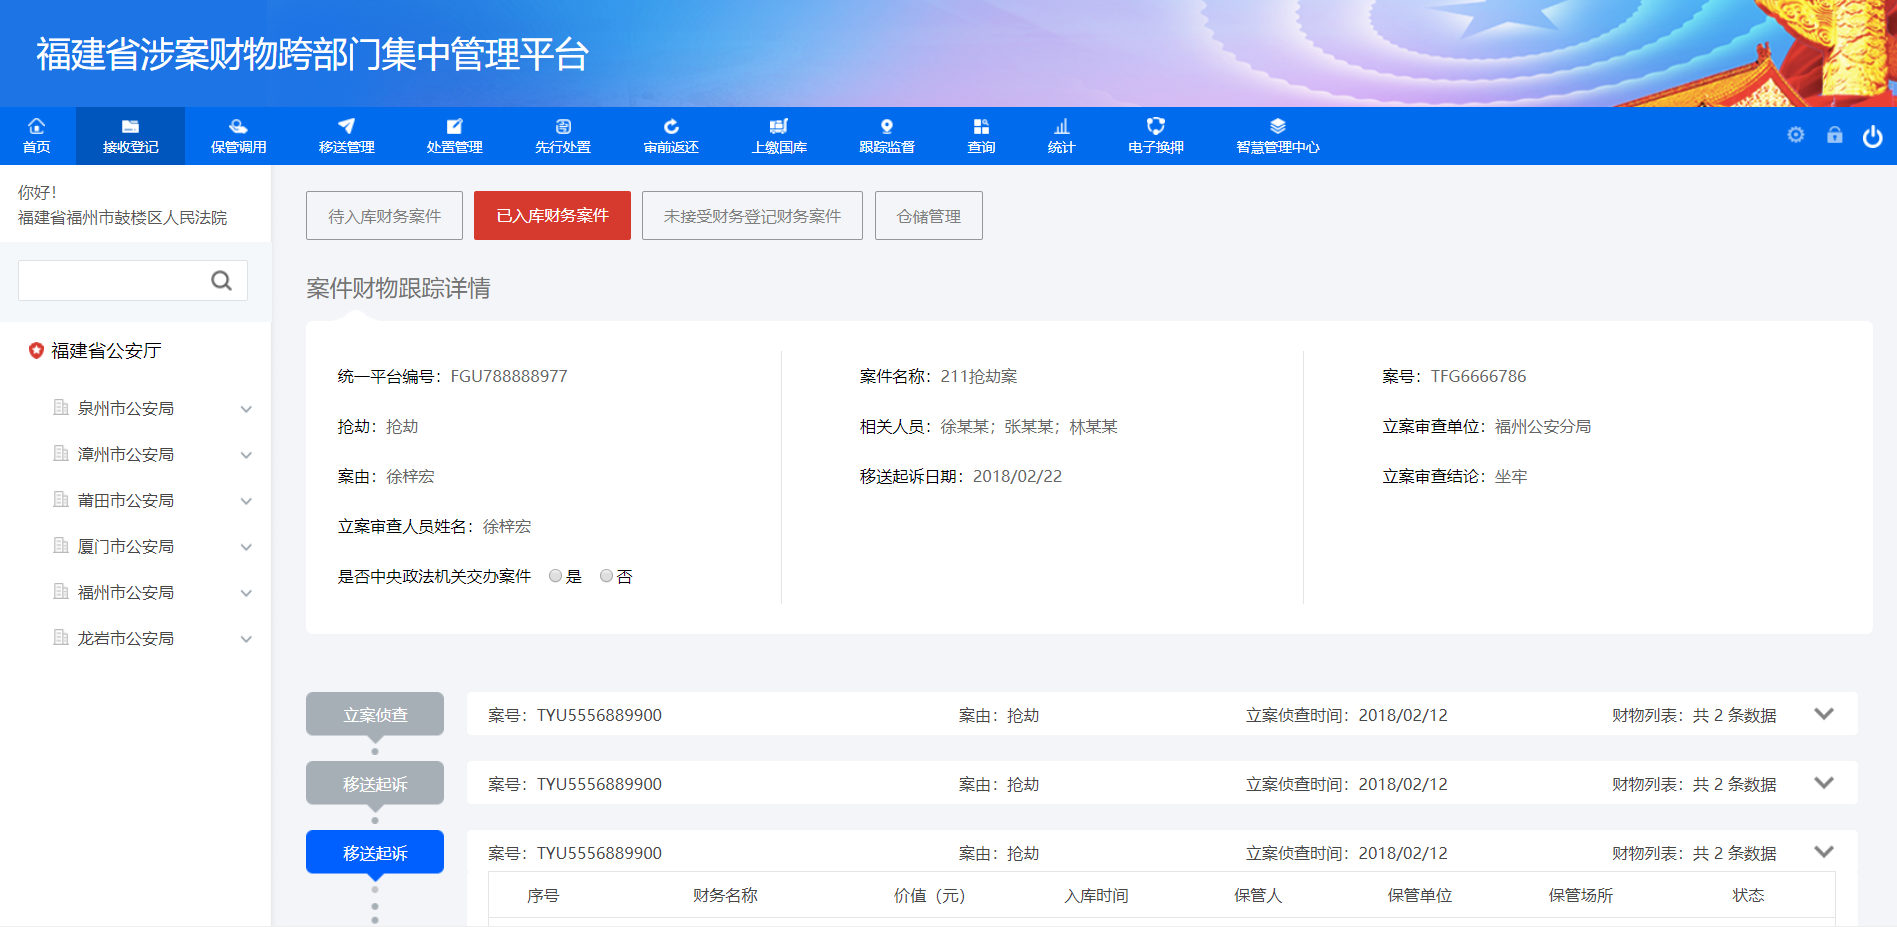 福建省涉案财物跨部门集中管理平台
首页 接收登记 保管调用 移送管理 处置管理 先行处置 审前返还 上缴国库 跟踪监督 查询 统计 电子换押 智慧管理中心
你好!
福建省福州市鼓楼区人民法院
待入库财务案件 已入库财务案件 未接受财务登记财务案件 仓储管理
案件财物跟踪详情
福建省公安厅
泉州市公安局
漳州市公安局
莆田市公安局
厦门市公安局
福州市公安局
龙岩市公安局
统一平台编号：FGU788888977 案件名称：211抢劫案 案号：TFG6666786
抢劫：抢劫 相关人员：徐某某；张某某；林某某 立案审查单位：福州公安分局
案由：徐梓宏 移送起诉日期：2018/02/22 立案审查结论：坐牢
立案审查人员姓名：徐梓宏
是否中央政法机关交办案件 是 否
立案侦查 案号：TYU5556889900 案由：抢劫 立案侦查时间：2018/02/12 财物列表：共 2 条数据
移送起诉 案号：TYU5556889900 案由：抢劫 立案侦查时间：2018/02/12 财物列表：共 2 条数据
移送起诉 案号：TYU5556889900 案由：抢劫 立案侦查时间：2018/02/12 财物列表：共 2 条数据
序号 财务名称 价值（元） 入库时间 保管人 保管单位 保管场所 状态